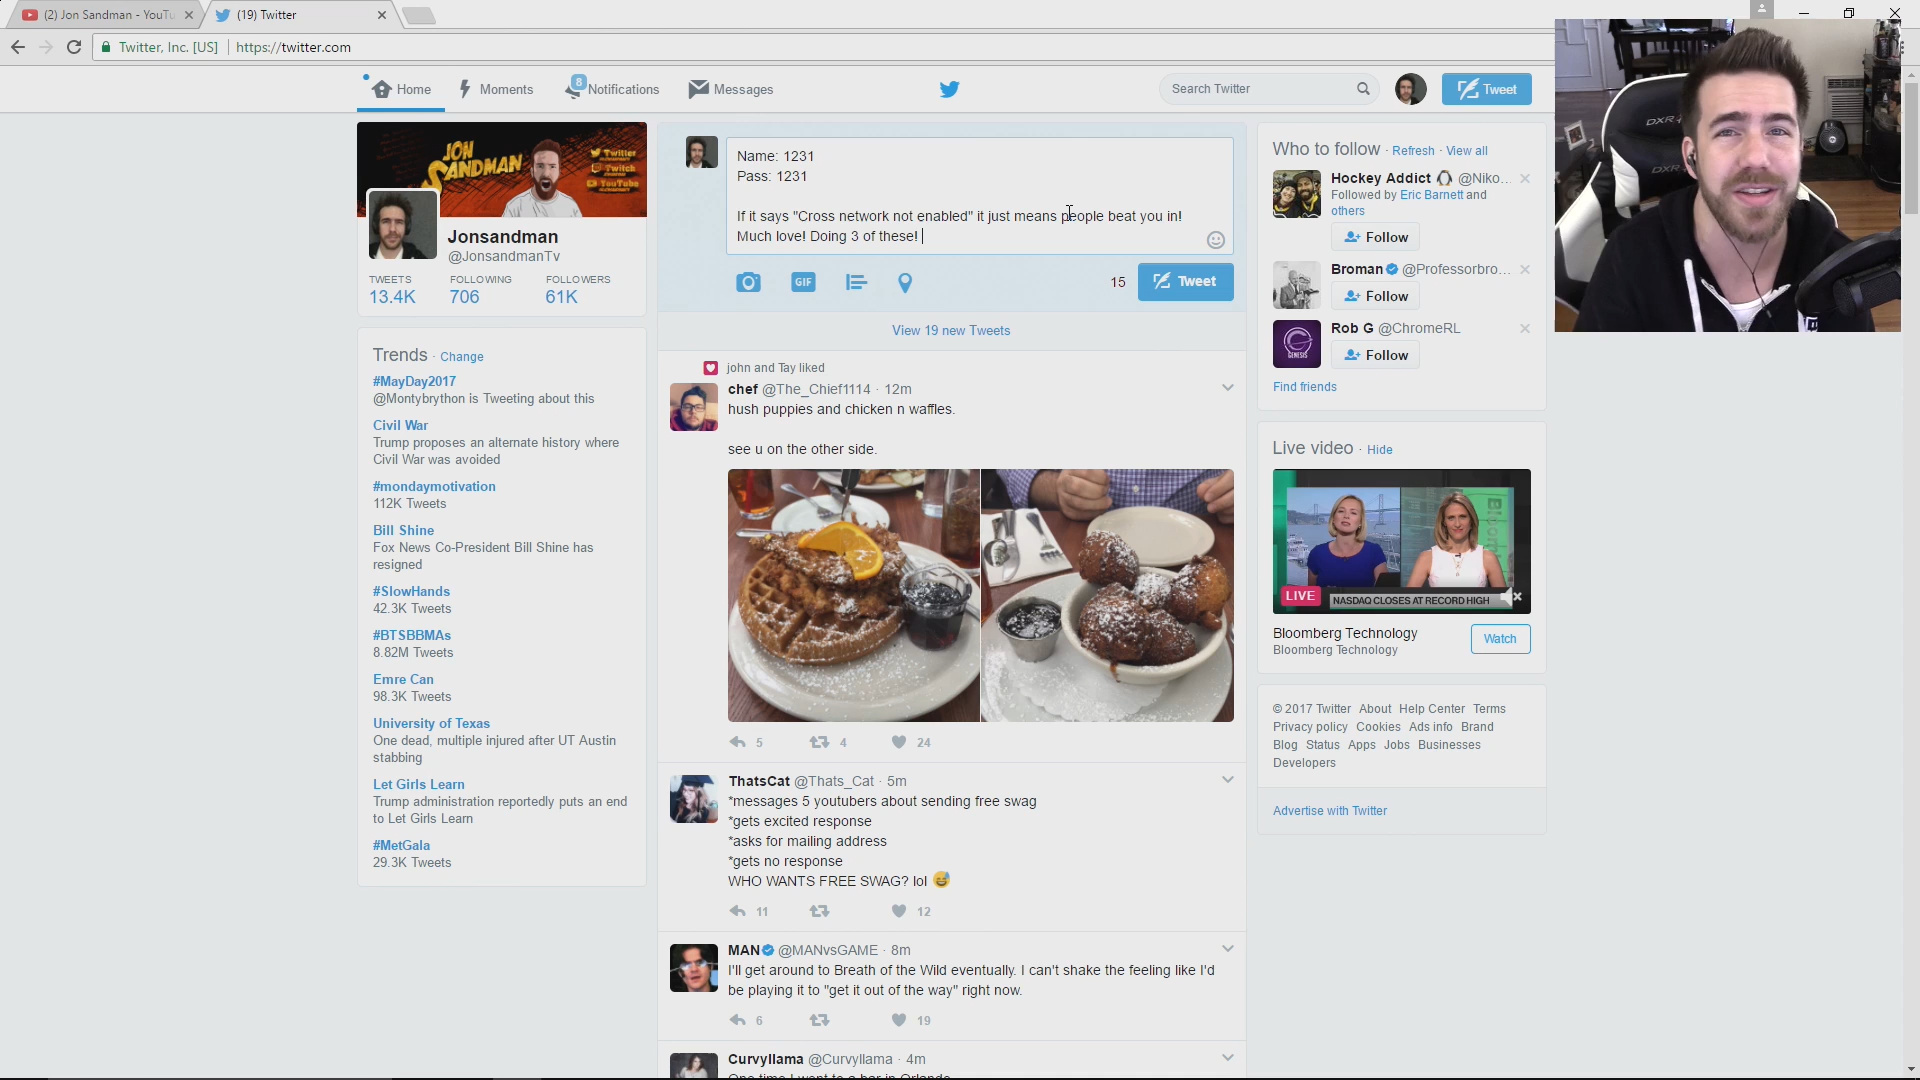 (2) Jon Sandman - YouTu
(19) Twitter
Twitter, Inc. [US]
https://twitter.com
Home
Moments
8
Notifications
Messages
Search Twitter
Tweet
JON
SANDMAN
Twitter
Twitch
YouTube
Jonsandman
@JonsandmanTv
TWEETS FOLLOWING FOLLOWERS
13.4K 706 61K
Trends · Change
#MayDay2017
@Montybrython is Tweeting about this
Civil War
Trump proposes an alternate history where
Civil War was avoided
#mondaymotivation
112K Tweets
Bill Shine
Fox News Co-President Bill Shine has
resigned
#SlowHands
42.3K Tweets
#BTSBBMAs
8.82M Tweets
Emre Can
98.3K Tweets
University of Texas
One dead, multiple injured after UT Austin
stabbing
Let Girls Learn
Trump administration reportedly puts an end
to Let Girls Learn
#MetGala
29.3K Tweets
Name: 1231
Pass: 1231
If it says "Cross network not enabled" it just means people beat you in!
Much love! Doing 3 of these!
GIF
15
Tweet
View 19 new Tweets
john and Tay liked
chef @The_Chief1114 · 12m
hush puppies and chicken n waffles.
see u on the other side.
5 4 24
ThatsCat @Thats_Cat · 5m
*messages 5 youtubers about sending free swag
*gets excited response
*asks for mailing address
*gets no response
WHO WANTS FREE SWAG? lol 😅
11 12
MAN @MANvsGAME · 8m
I'll get around to Breath of the Wild eventually. I can't shake the feeling like I'd
be playing it to "get it out of the way" right now.
6 19
Curvyllama @Curvyllama · 4m
Who to follow · Refresh · View all
Hockey Addict @Niko...
Followed by Eric Barnett and
others
Follow
Broman @Professorbro...
Follow
Rob G @ChromeRL
GENESIS
Follow
Find friends
Live video · Hide
LIVE
NASDAQ CLOSES AT RECORD HIGH
Bloomberg Technology
Bloomberg Technology
Watch
© 2017 Twitter About Help Center Terms
Privacy policy Cookies Ads info Brand
Blog Status Apps Jobs Businesses
Developers
Advertise with Twitter
DXR
DXR